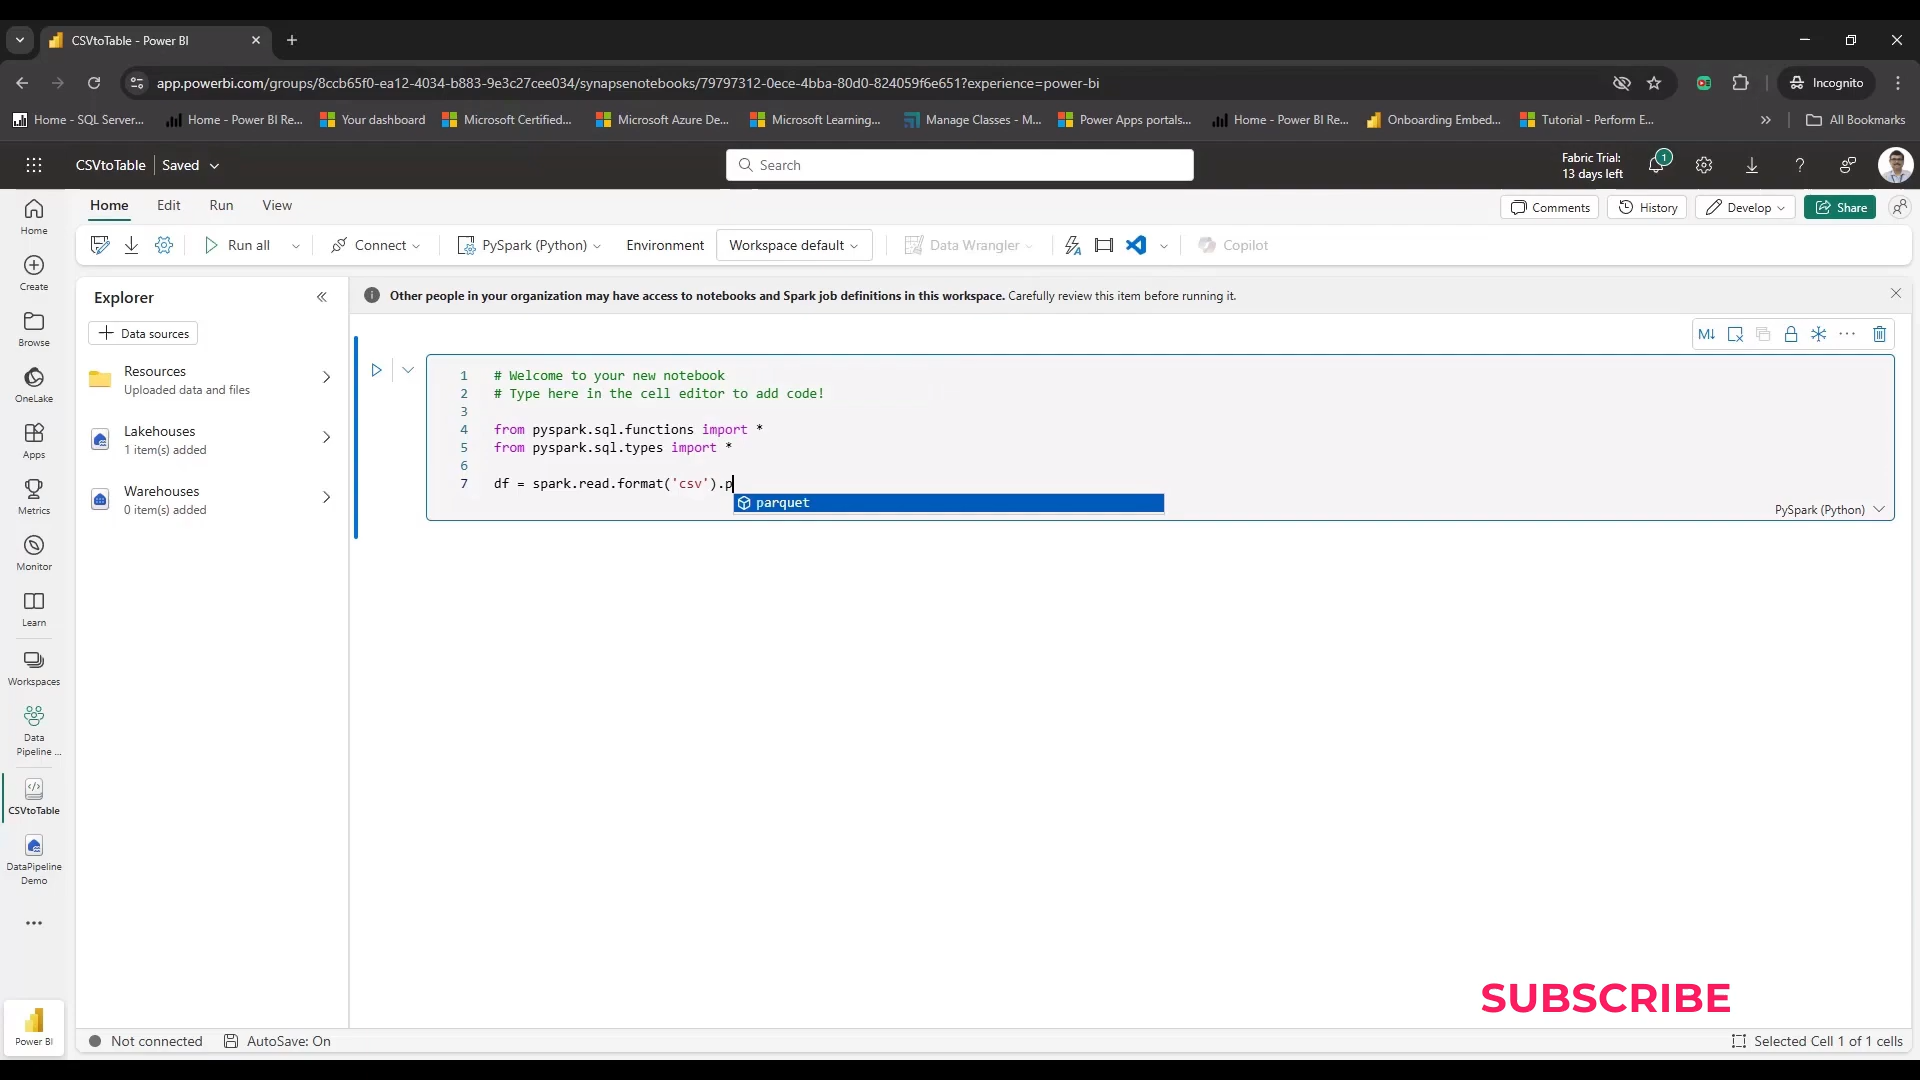 CSVtoTable - Power BI
app.powerbi.com/groups/8ccb65f0-ea12-4034-b883-9e3c27cee034/synapsenotebooks/79797312-0ece-4bba-80d0-824059f6e651?experience=power-bi
Incognito
Home - SQL Server...
Home - Power BI Re...
Your dashboard
Microsoft Certified...
Microsoft Azure De...
Microsoft Learning...
Manage Classes - M...
Power Apps portals...
Home - Power BI Re...
Onboarding Embed...
Tutorial - Perform E...
All Bookmarks
CSVtoTable
Saved
Search
Fabric Trial:
13 days left
1
Home
Edit
Run
View
Comments
History
Develop
Share
Run all
Connect
PySpark (Python)
Environment
Workspace default
Data Wrangler
Copilot
Home
Create
Browse
OneLake
Apps
Metrics
Monitor
Learn
Workspaces
Data
Pipeline ...
CSVtoTable
DataPipeline
Demo
Power BI
Explorer
Data sources
Resources
Uploaded data and files
Lakehouses
1 item(s) added
Warehouses
0 item(s) added
Other people in your organization may have access to notebooks and Spark job definitions in this workspace. Carefully review this item before running it.
M↓
1 # Welcome to your new notebook
2 # Type here in the cell editor to add code!
3
4 from pyspark.sql.functions import *
5 from pyspark.sql.types import *
6
7 df = spark.read.format('csv').p
parquet
PySpark (Python)
SUBSCRIBE
Not connected
AutoSave: On
Selected Cell 1 of 1 cells